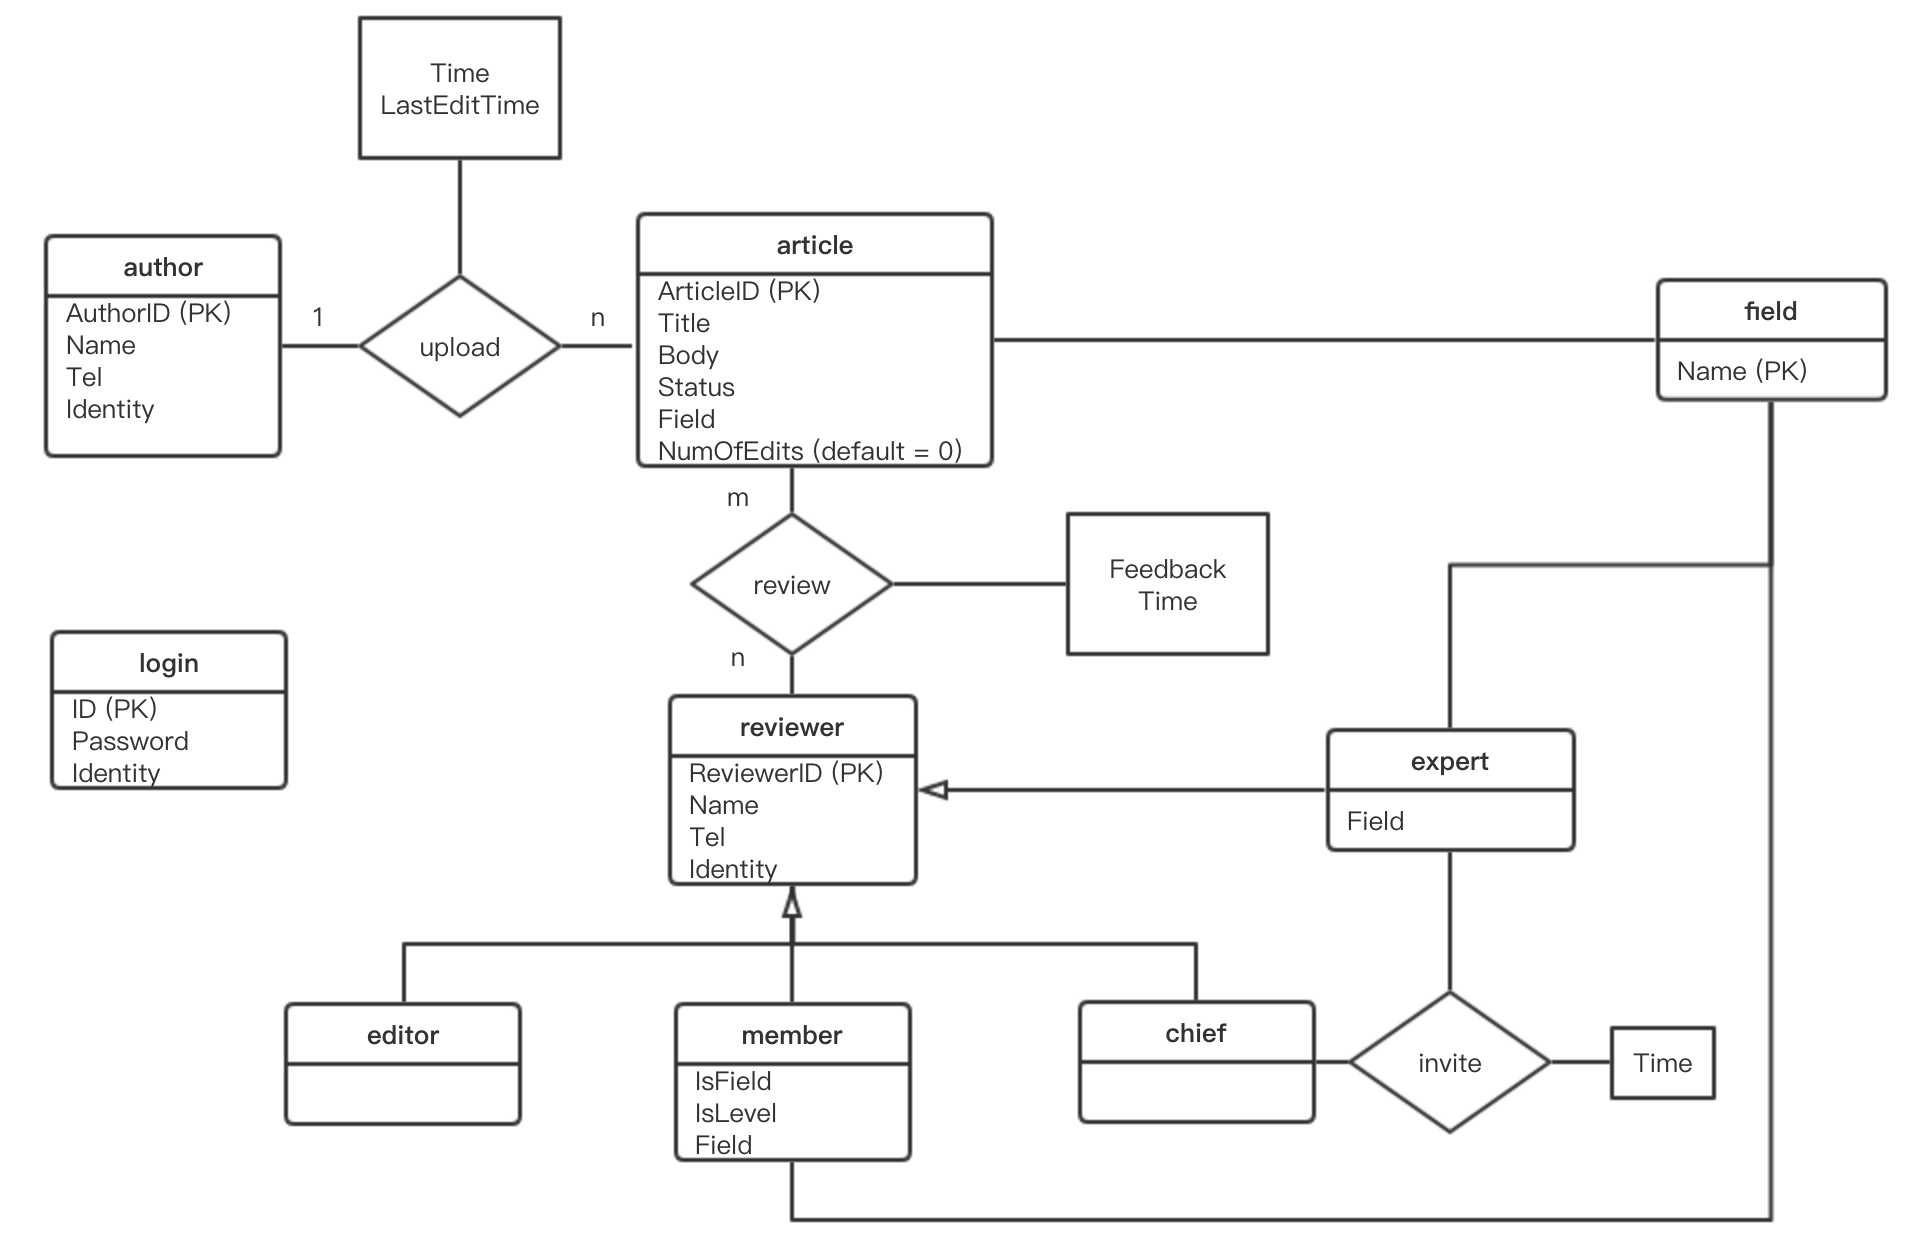 Time
LastEditTime
author
AuthorID (PK)
Name
Tel
Identity
1
upload
n
article
ArticleID (PK)
Title
Body
Status
Field
NumOfEdits (default = 0)
field
Name (PK)
m
review
n
Feedback
Time
login
ID (PK)
Password
Identity
reviewer
ReviewerID (PK)
Name
Tel
Identity
expert
Field
editor
member
IsField
IsLevel
Field
chief
invite
Time